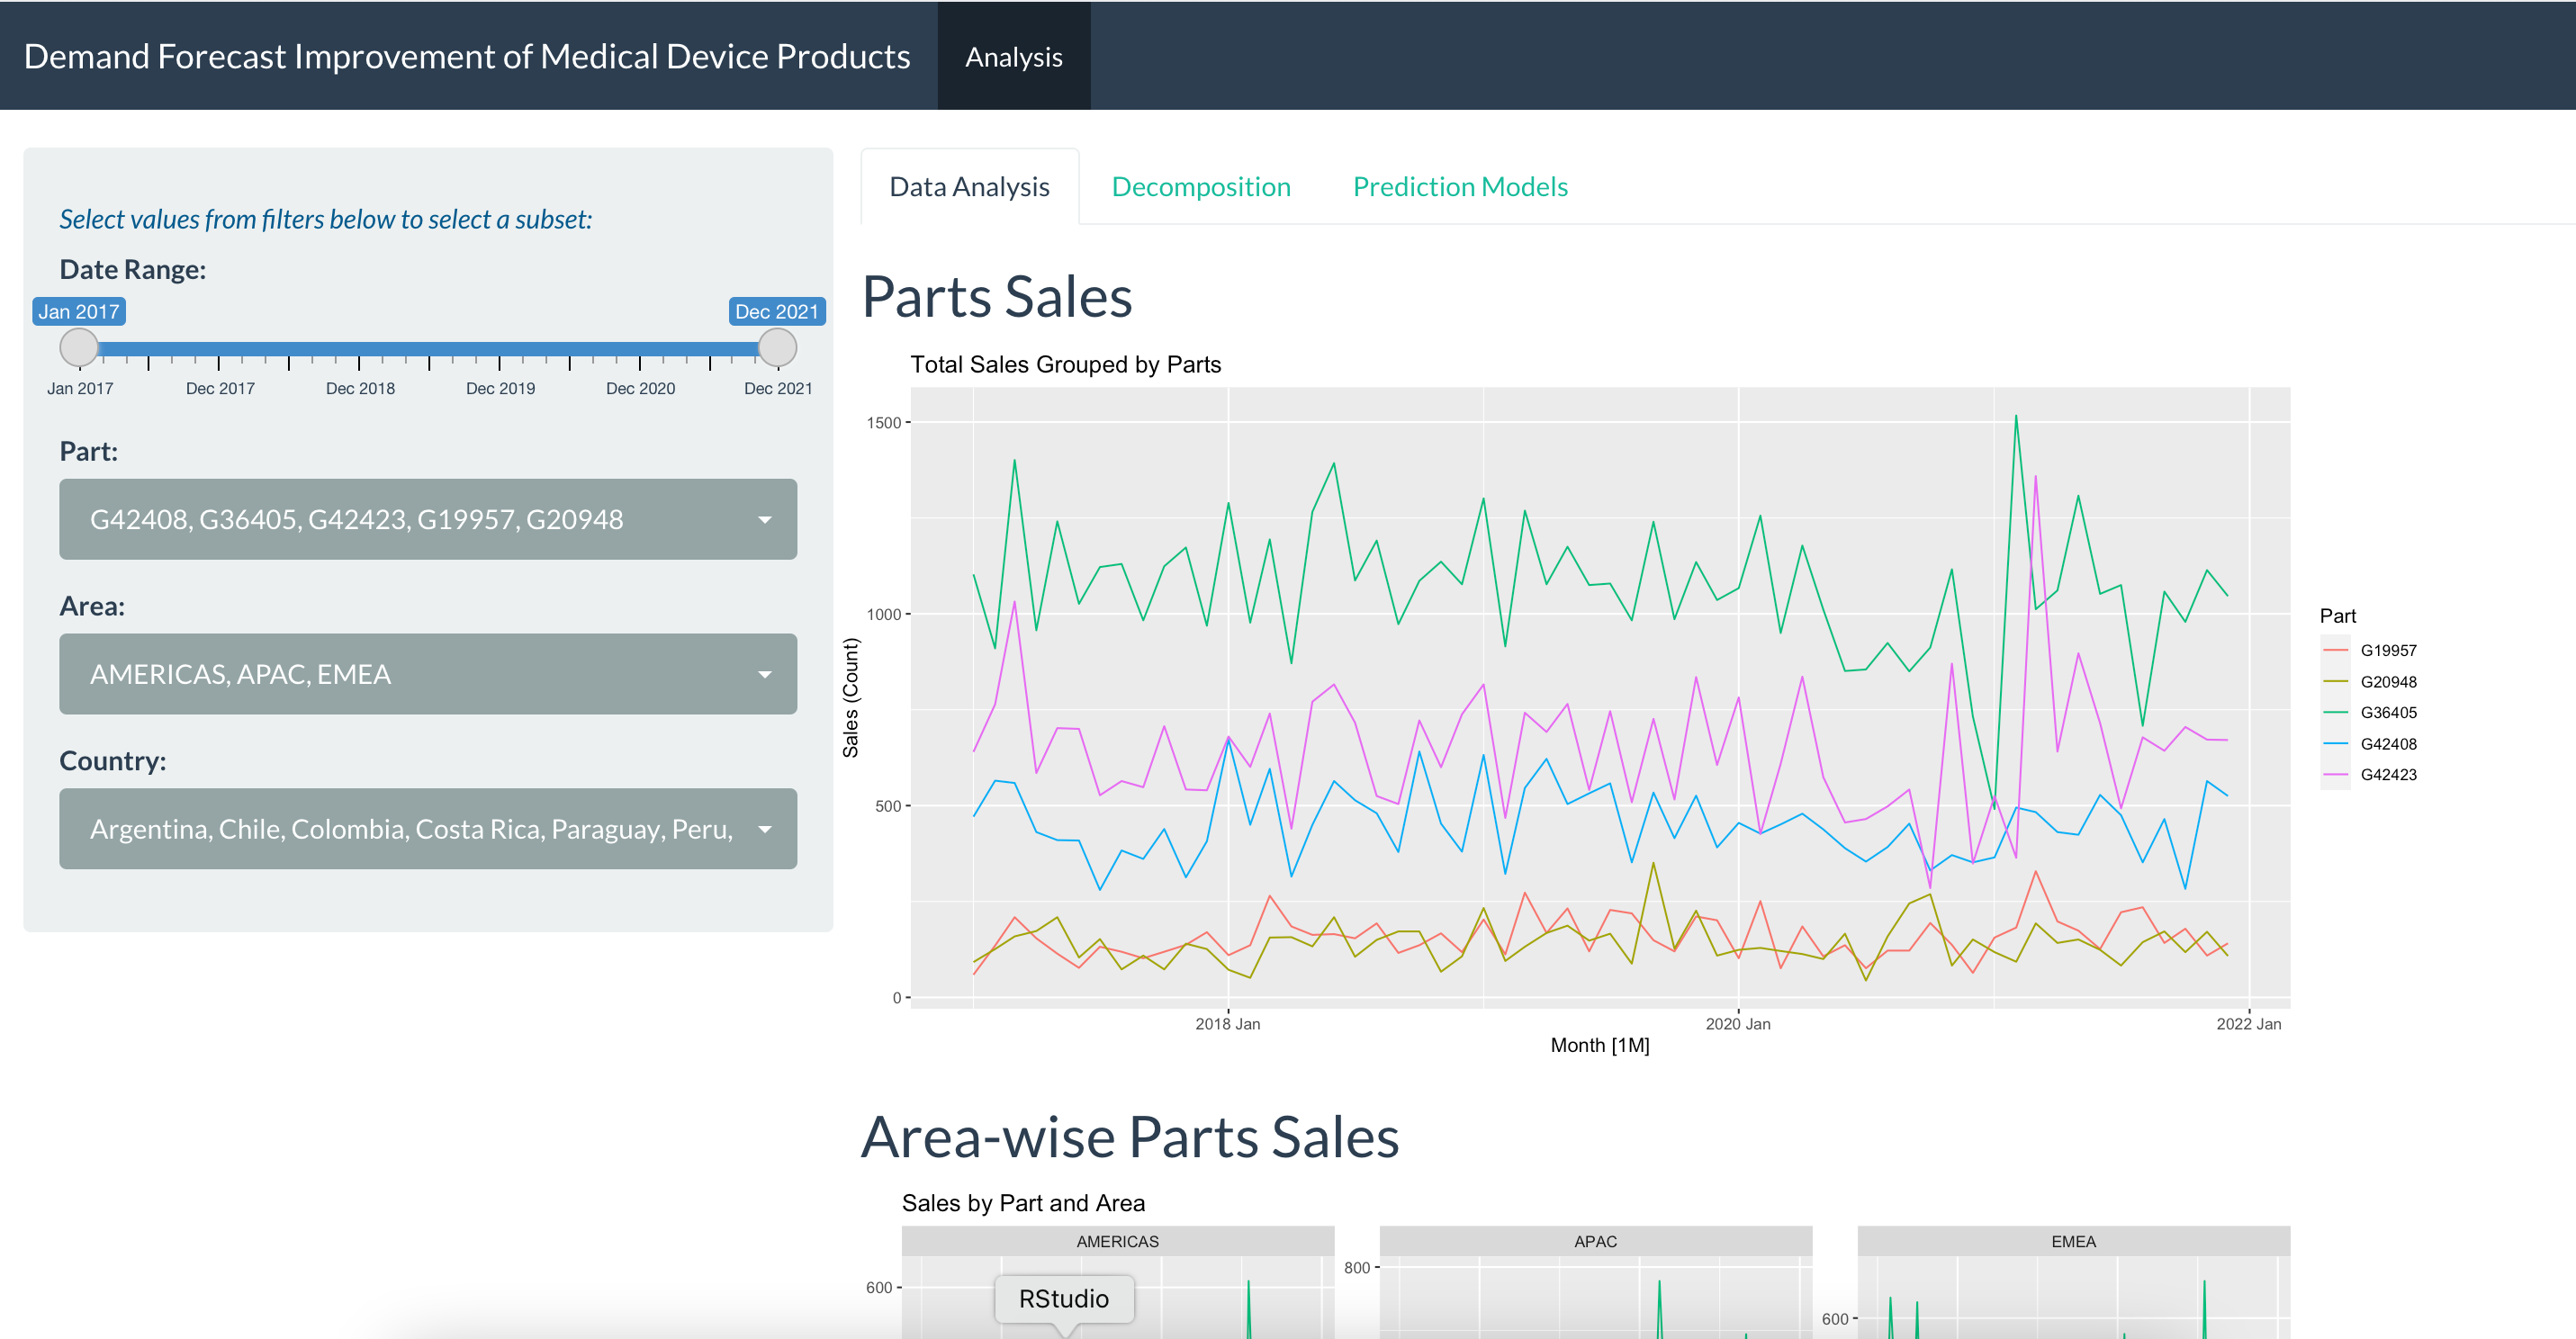 Demand Forecast Improvement of Medical Device Products Analysis
Select values from filters below to select a subset:
Date Range:
Jan 2017 Dec 2021
Jan 2017 Dec 2017 Dec 2018 Dec 2019 Dec 2020 Dec 2021
Part:
G42408, G36405, G42423, G19957, G20948
Area:
AMERICAS, APAC, EMEA
Country:
Argentina, Chile, Colombia, Costa Rica, Paraguay, Peru,
Data Analysis Decomposition Prediction Models
Parts Sales
Total Sales Grouped by Parts
1500
1000
500
0
Sales (Count)
2018 Jan 2020 Jan 2022 Jan
Month [1M]
Part
G19957
G20948
G36405
G42408
G42423
Area-wise Parts Sales
Sales by Part and Area
AMERICAS APAC EMEA
600 800 600
RStudio